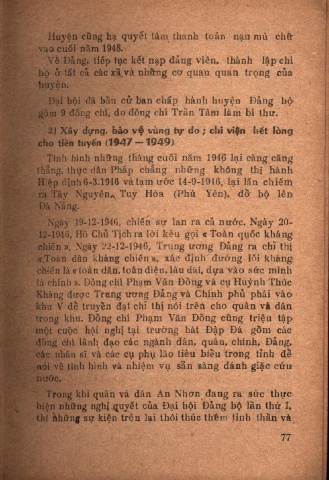 Huyện cũng hạ quyết tâm thanh toán nạn mù chữ
vào cuối năm 1948.
Về Đảng, tiếp tục kết nạp đảng viên, thành lập chi
bộ ở tất cả các xã và những cơ quan quan trọng của
huyện.
Đại hội đã bầu cử ban chấp hành huyện Đảng bộ
gồm 9 đồng chí, do đồng chí Trần Tâm làm bí thư.
3) Xây dựng, bảo vệ vùng tự do ; chi viện hết lòng
cho tiền tuyến (1947 — 1949)
Tình hình những tháng cuối năm 1946 lại càng căng
thẳng, thực dân Pháp chẳng những không thi hành
Hiệp định 6-3.1946 và tạm ước 14-9-1946, lại lấn chiếm
ra Tây Nguyên, Tuy Hòa (Phú Yên), đổ bộ lên
Đà Nẵng.
Ngày 19-12-1946, chiến sự lan ra cả nước. Ngày 20-
12-1946, Hồ Chủ Tịch ra lời kêu gọi « Toàn quốc kháng
chiến ». Ngày 22-12-1946, Trung ương Đảng ra chỉ thị
« Toàn dân kháng chiến », xác định đường lối kháng
chiến là « toàn dân, toàn diện, lâu dài, dựa vào sức mình
là chính ». Đồng chí Phạm Văn Đồng và cụ Huỳnh Thúc
Kháng được Trung ương Đảng và Chính phủ phái vào
khu V để truyền đạt chỉ thị nói trên cho quân và dân
trong khu. Đồng chí Phạm Văn Đồng cũng triệu tập
một cuộc hội nghị tại trường hát Đập Đá gồm các
đồng chí lãnh đạo các ngành dân, quân, chính, Đảng,
các nhân sĩ và các cụ phụ lão tiêu biểu trong tỉnh để
nói về tình hình và nhiệm vụ sẵn sàng đánh giặc cứu
nước.
Trong khi quân và dân An Nhơn đang ra sức thực
hiện những nghị quyết của Đại hội Đảng bộ lần thứ I,
thì những sự kiện trên lại thôi thúc thêm tinh thần và
77